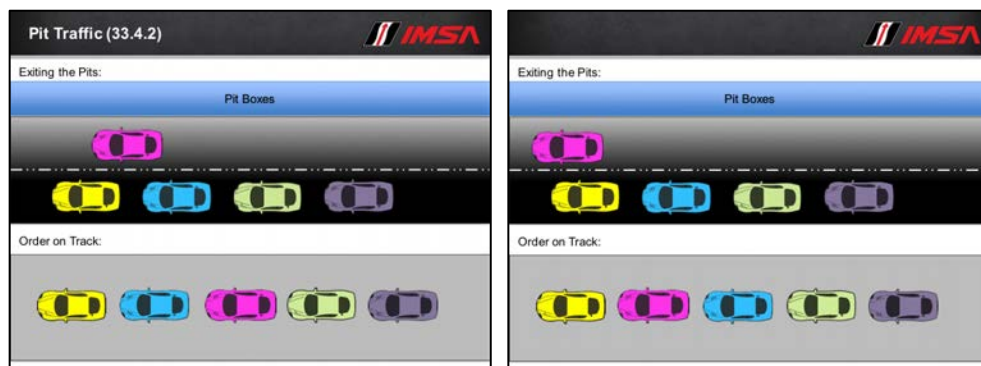 Pit Traffic (33.4.2)
IMSA
Exiting the Pits:
Pit Boxes
Order on Track:
IMSA
Exiting the Pits:
Pit Boxes
Order on Track: